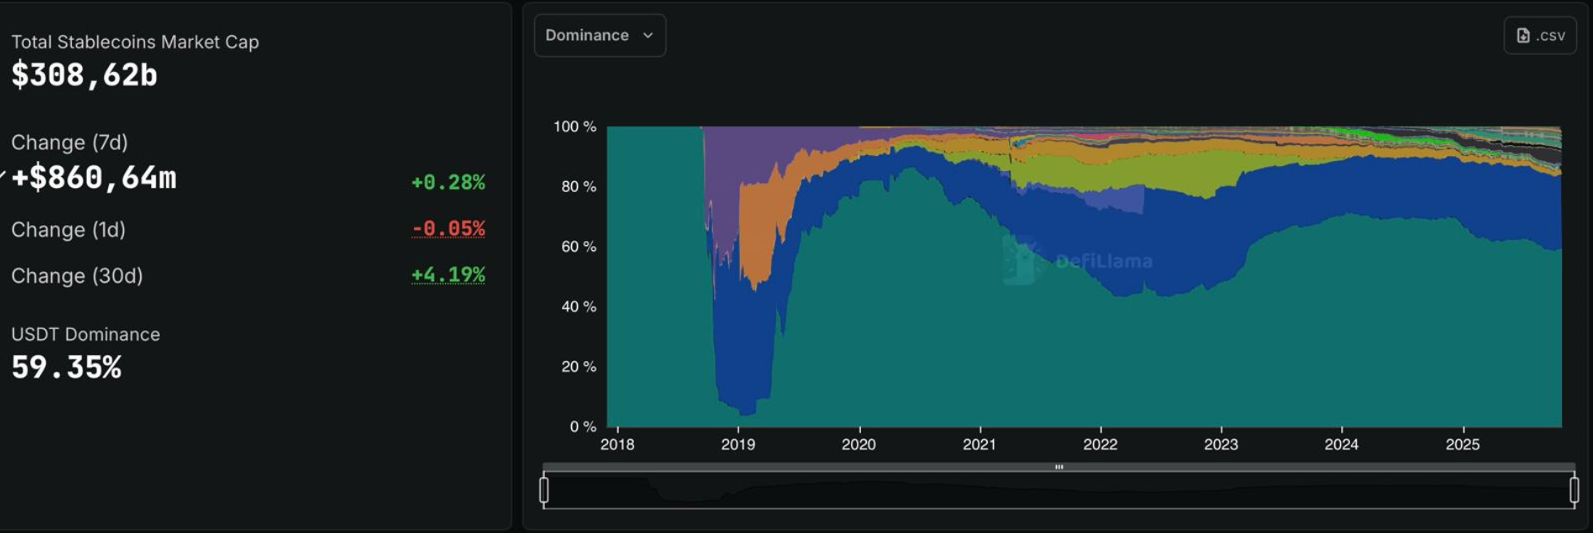 Total Stablecoins Market Cap
$308,62b
Change (7d)
+$860,64m
+0.28%
Change (1d)
-0.05%
Change (30d)
+4.19%
USDT Dominance
59.35%
Dominance
.csv
100 %
80 %
60 %
40 %
20 %
0 %
DefiLlama
2018
2019
2020
2021
2022
2023
2024
2025